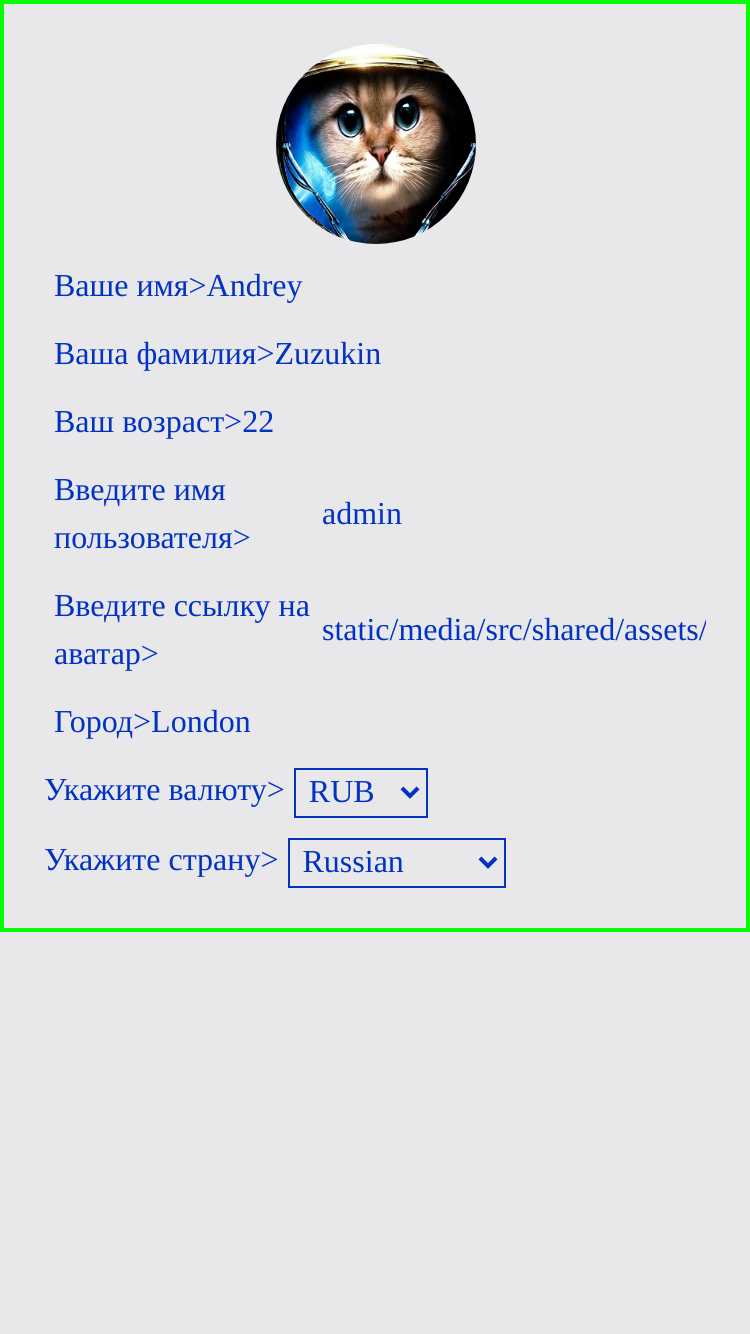 Ваше имя>Andrey
Ваша фамилия>Zuzukin
Ваш возраст>22
Введите имя
пользователя>
admin
Введите ссылку на
аватар>
static/media/src/shared/assets/
Город>London
Укажите валюту> RUB
Укажите страну> Russian